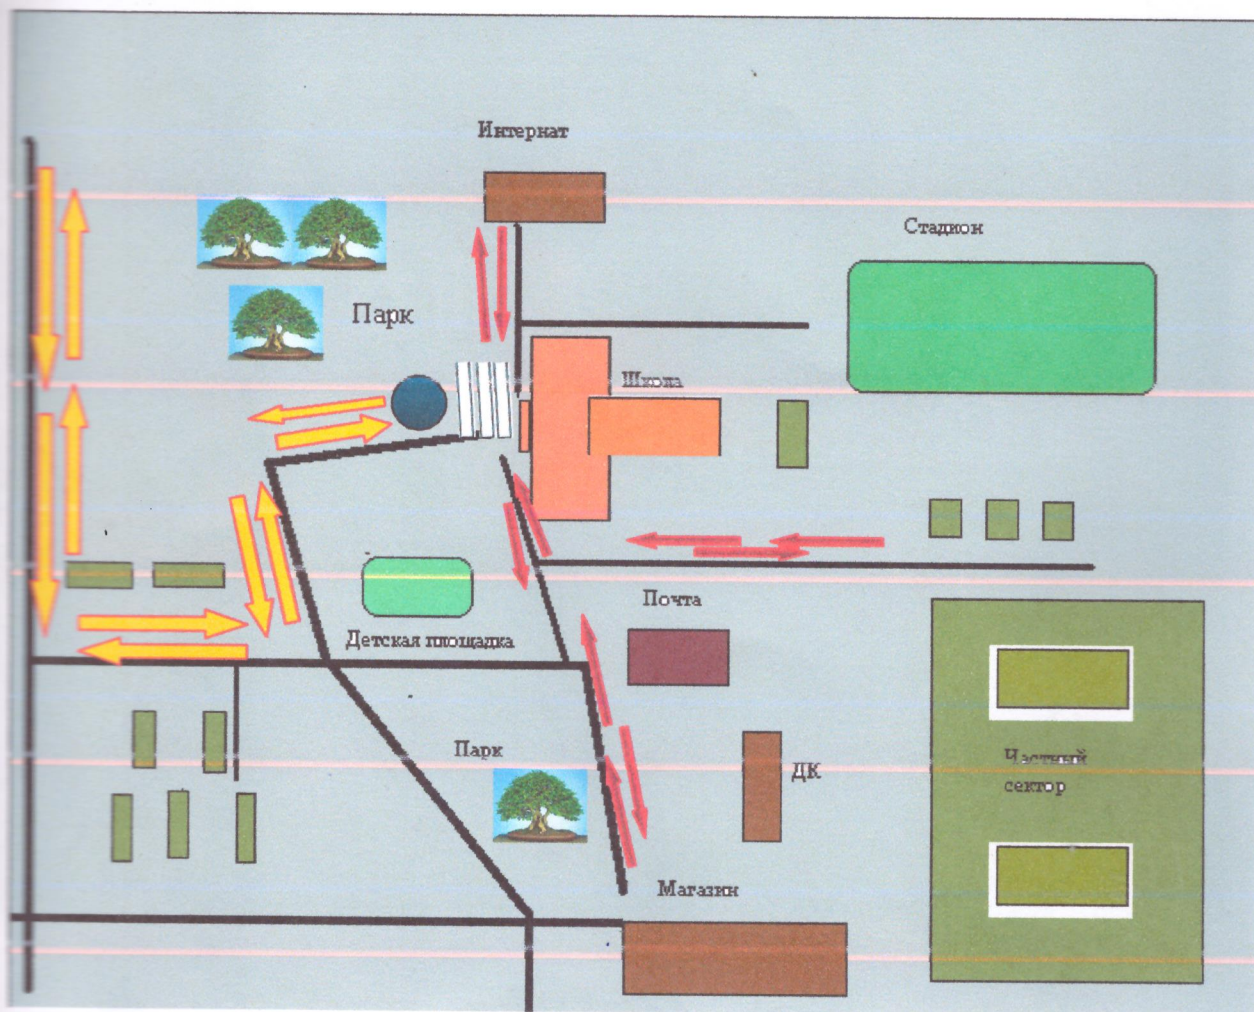 Интернат
Стадион
Парк
Школа
Почта
Детская площадка
Парк
ДК
Частный
сектор
Магазин